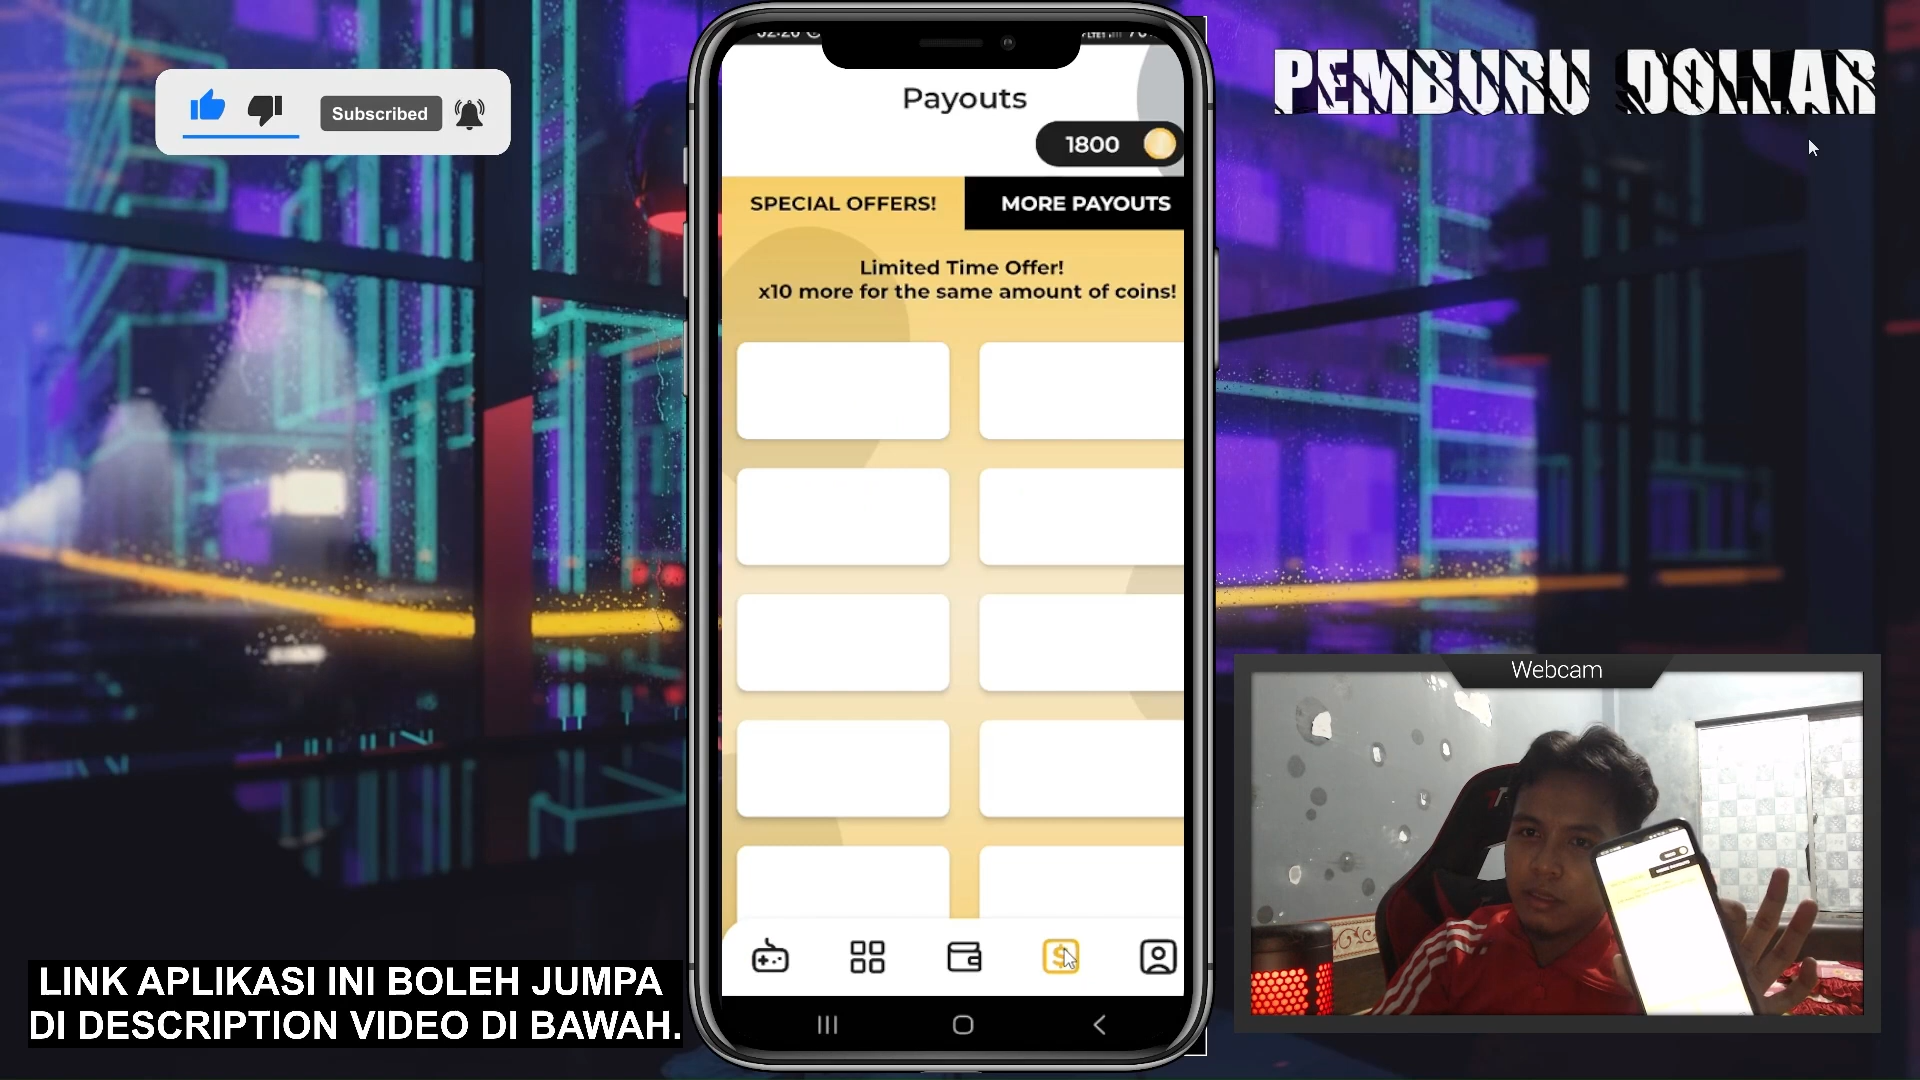 Subscribed
PEMBURU DOLLAR
Payouts
1800
SPECIAL OFFERS!
MORE PAYOUTS
Limited Time Offer!
x10 more for the same amount of coins!
Webcam
LINK APLIKASI INI BOLEH JUMPA
DI DESCRIPTION VIDEO DI BAWAH.